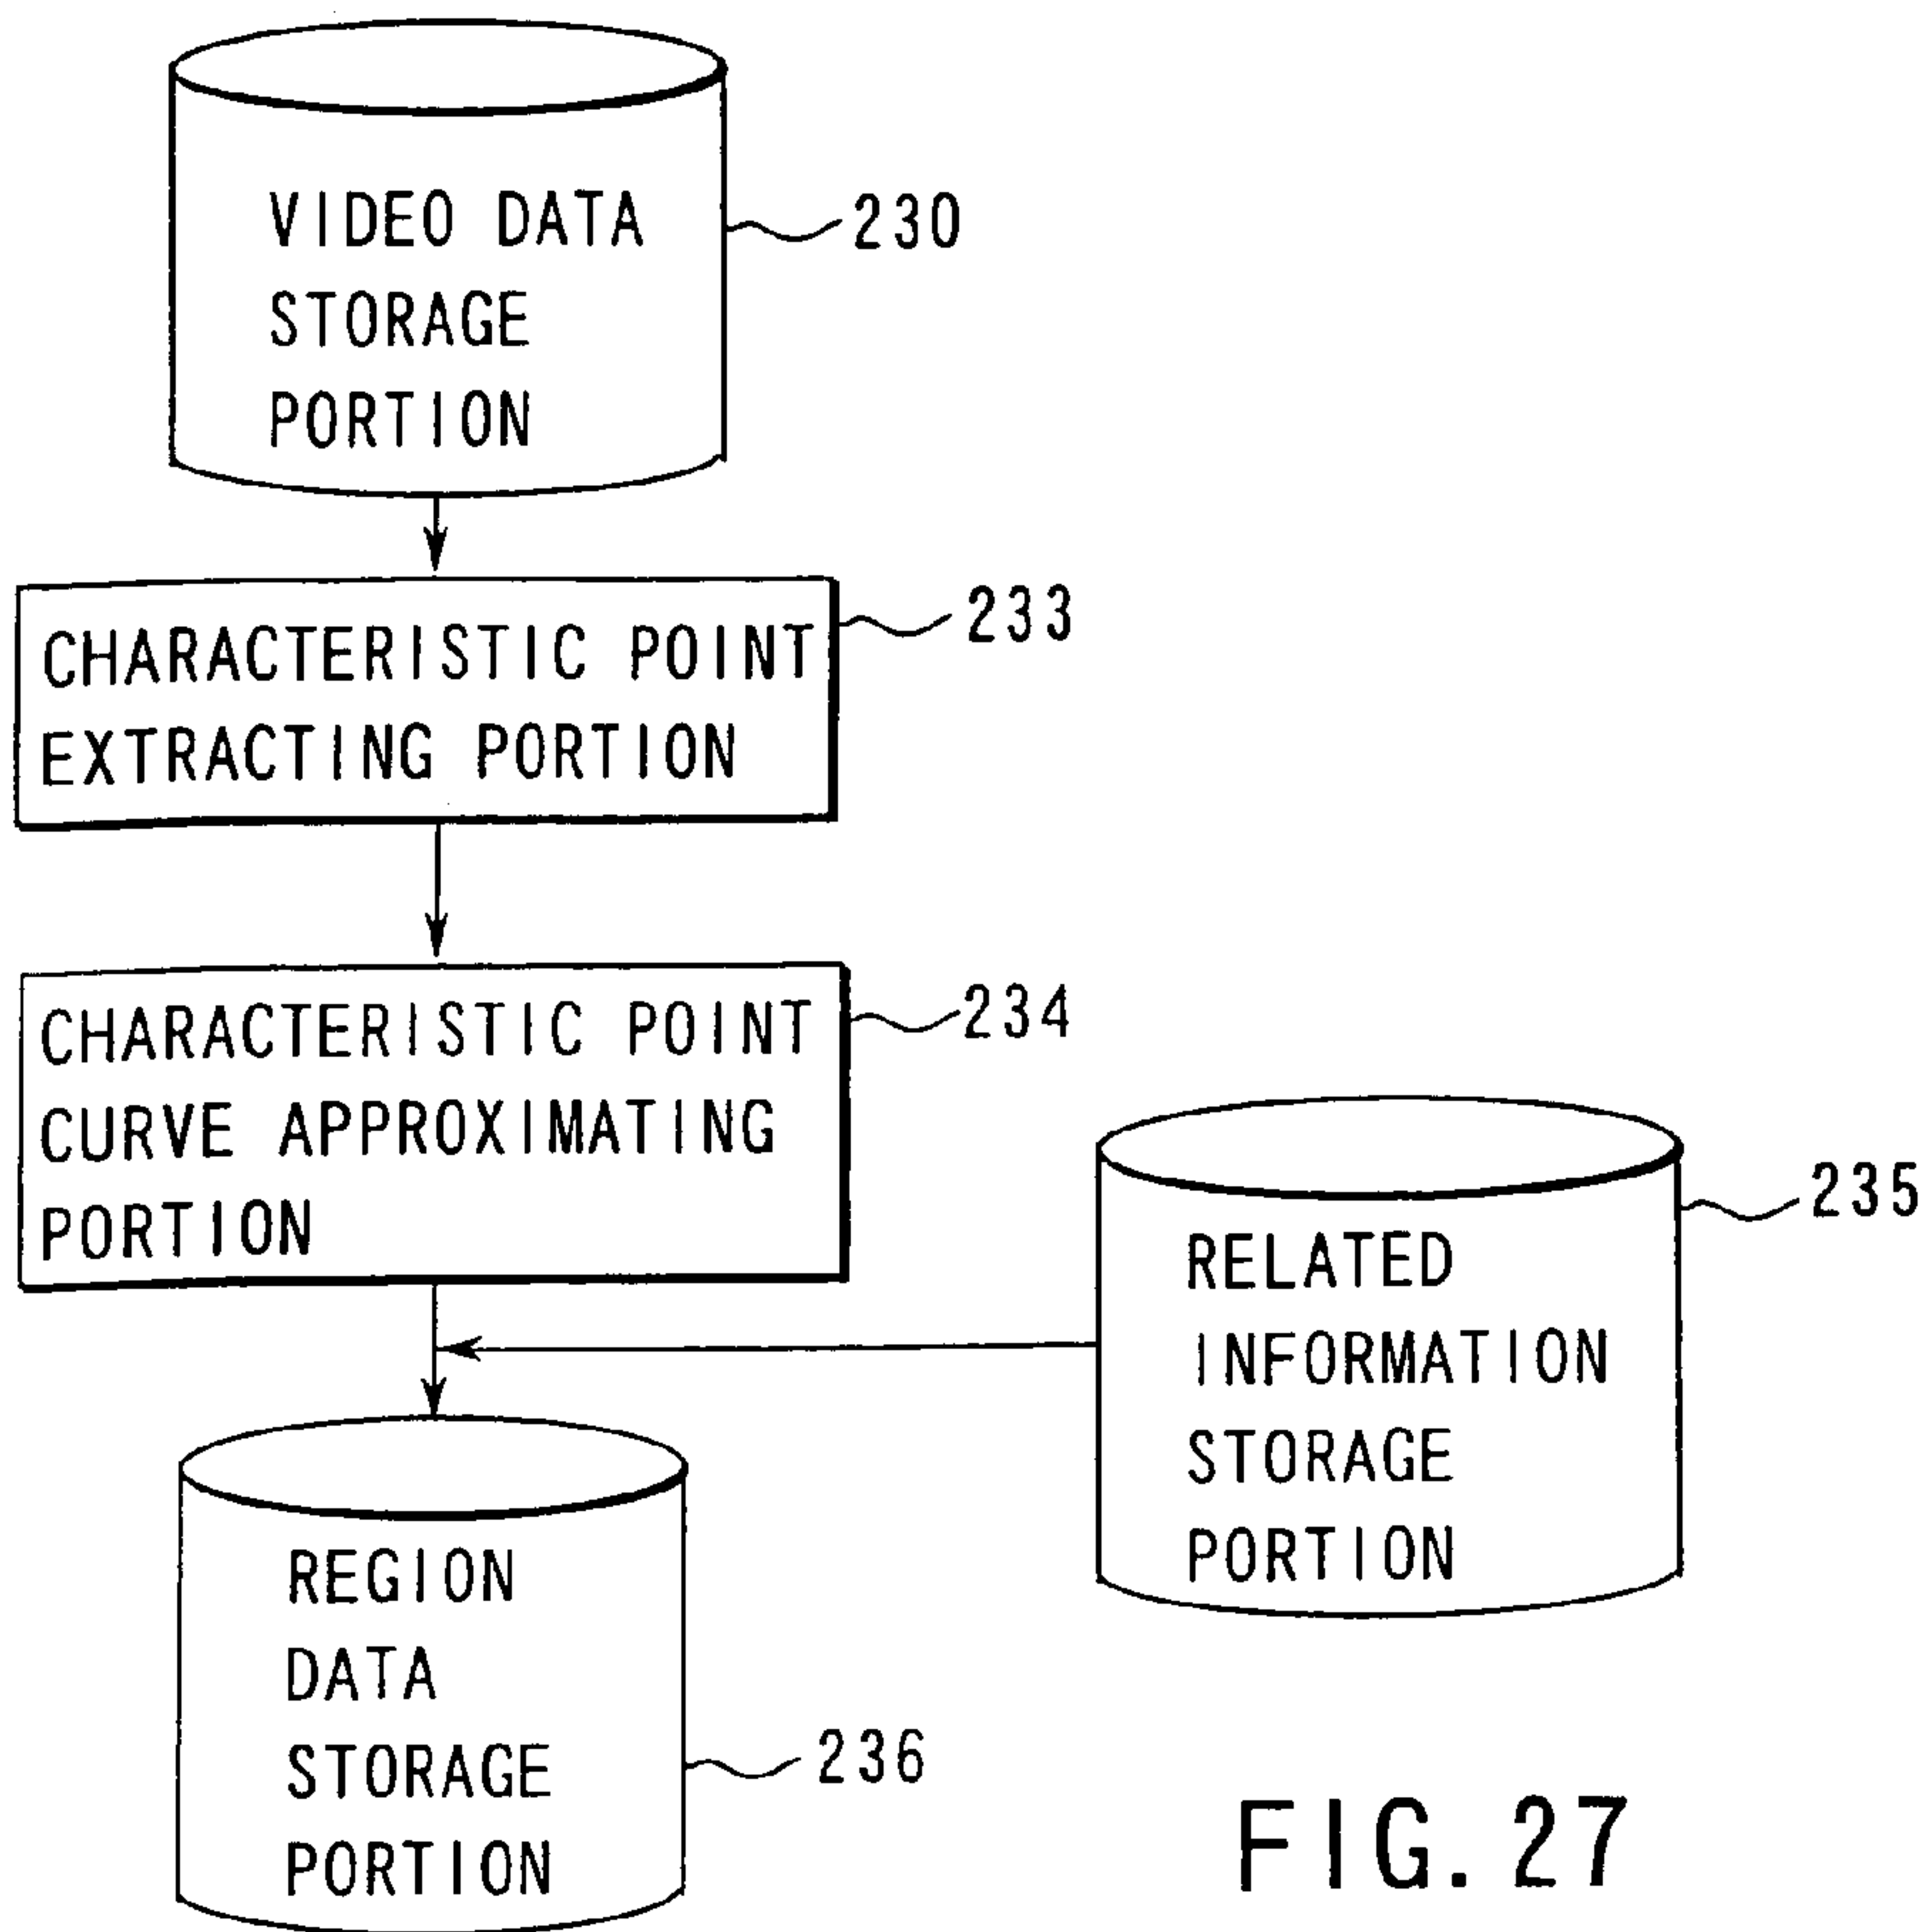 VIDEO DATA
STORAGE
PORTION
230
CHARACTERISTIC POINT
EXTRACTING PORTION
233
CHARACTERISTIC POINT
CURVE APPROXIMATING
PORTION
234
RELATED
INFORMATION
STORAGE
PORTION
235
REGION
DATA
STORAGE
PORTION
236
FIG. 27